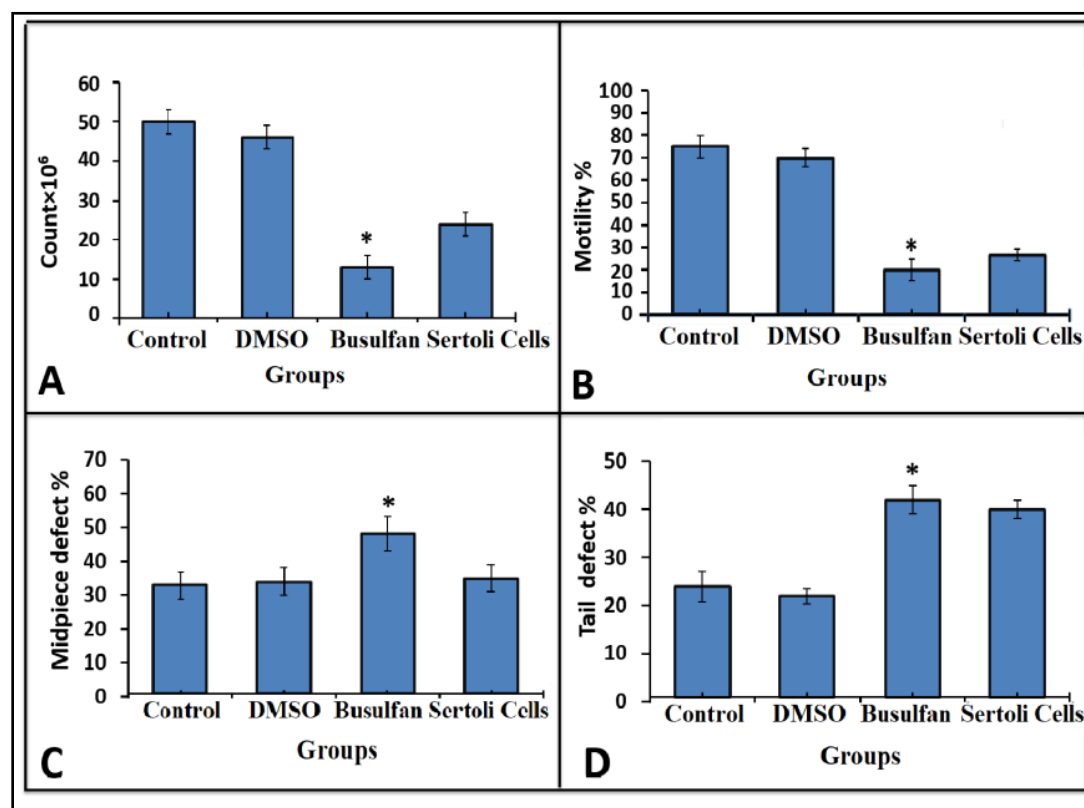 60
50
40
30
20
10
0
Count×10⁶
Control DMSO Busulfan Sertoli Cells
Groups
A
100
90
80
70
60
50
40
30
20
10
0
Motility %
Control DMSO Busulfan Sertoli Cells
Groups
B
70
60
50
40
30
20
10
0
Midpiece defect %
Control DMSO Busulfan Sertoli Cells
Groups
C
50
40
30
20
10
0
Tail defect %
Control DMSO Busulfan Sertoli Cells
Groups
D
*
*
*
*